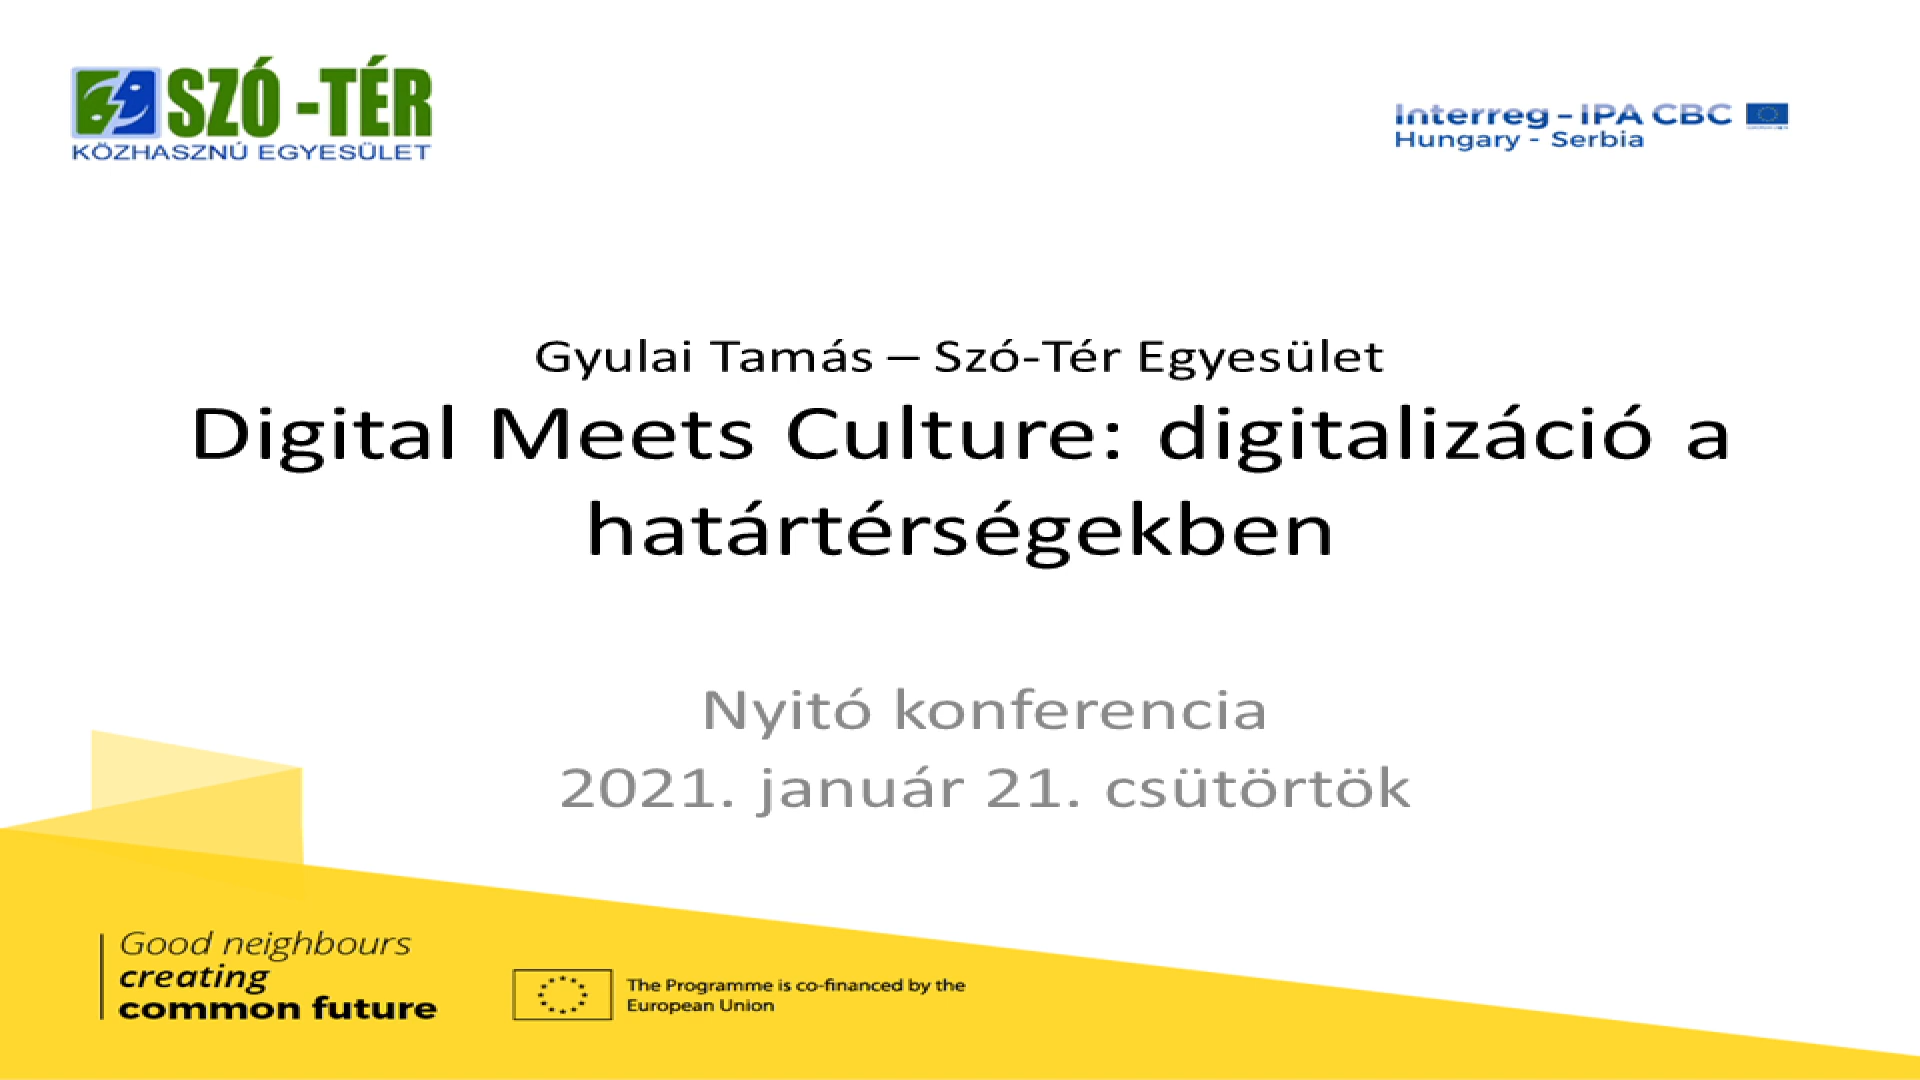 SZÓ-TÉR
KÖZHASZNÚ EGYESÜLET
Interreg - IPA CBC
Hungary - Serbia
Gyulai Tamás – Szó-Tér Egyesület
Digital Meets Culture: digitalizáció a
határtérségekben
Nyitó konferencia
2021. január 21. csütörtök
Good neighbours
creating
common future
The Programme is co-financed by the
European Union